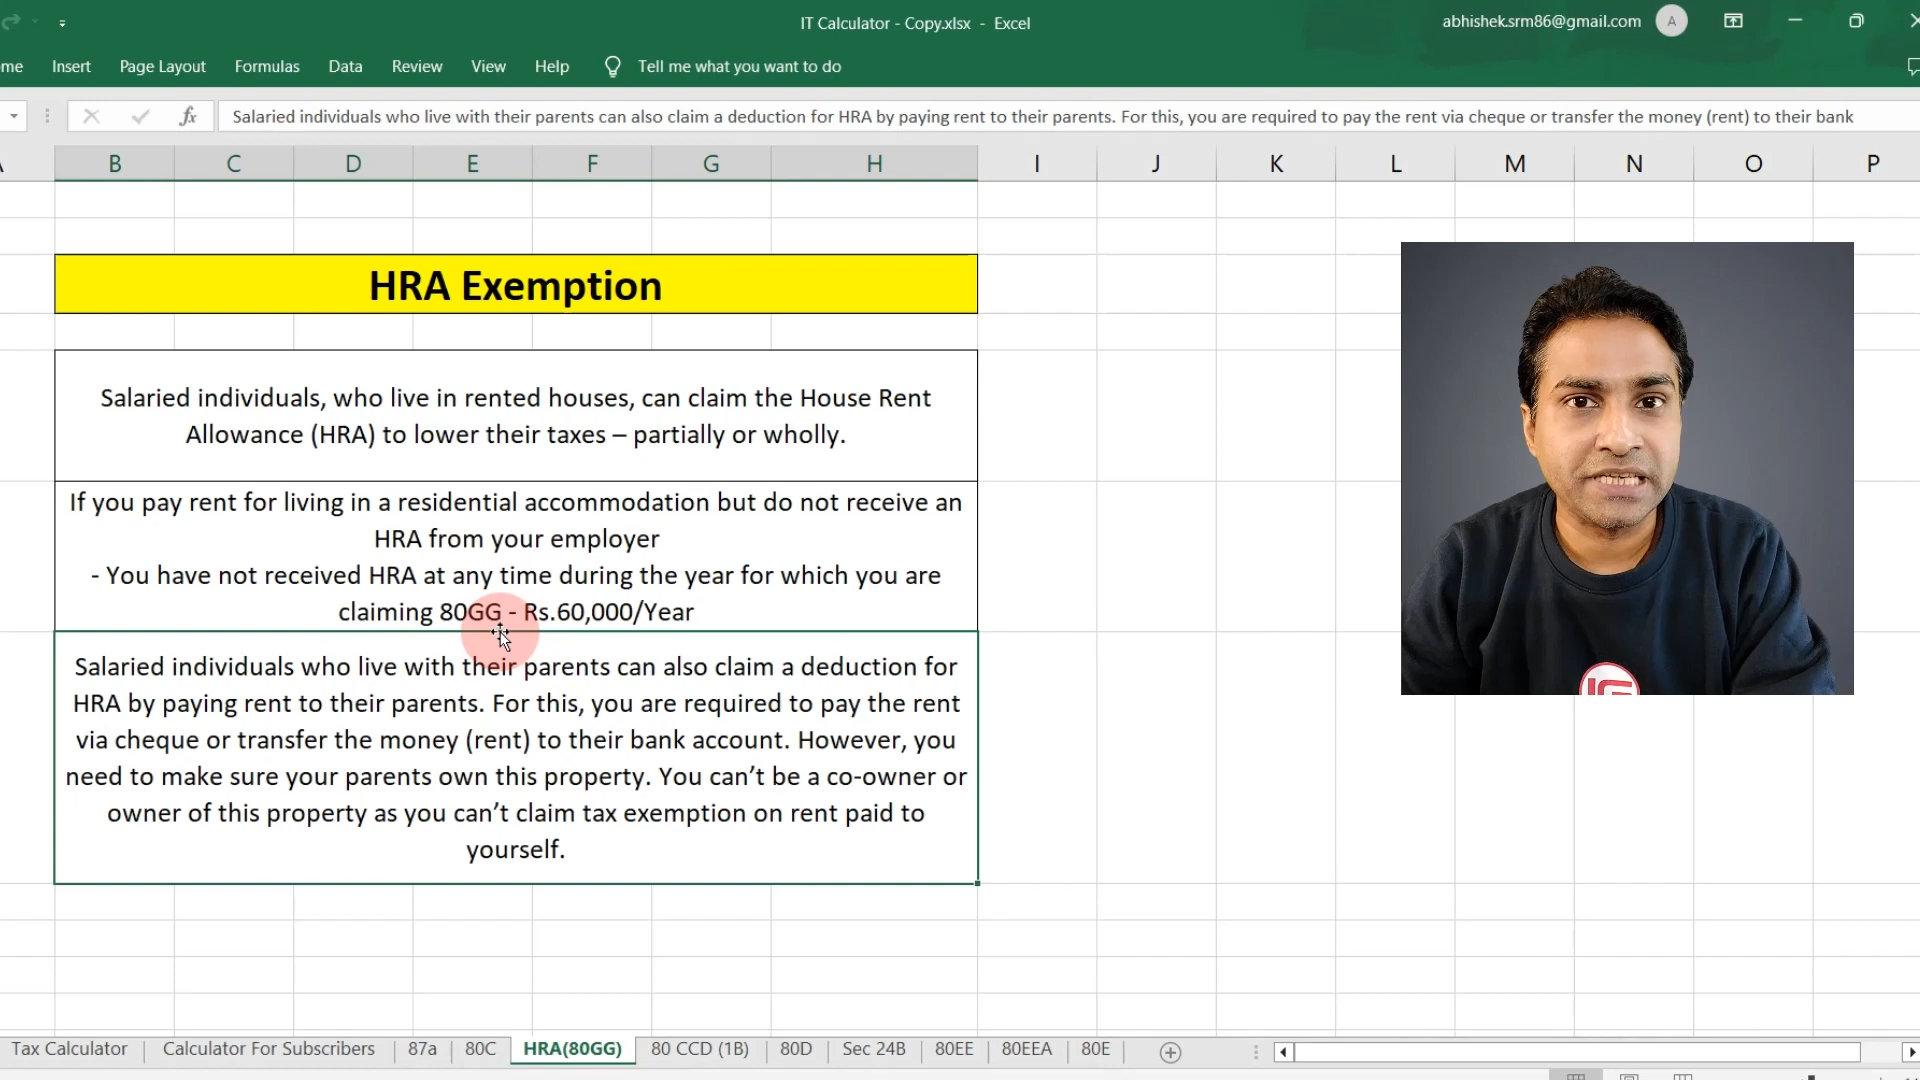 IT Calculator - Copy.xlsx - Excel
abhishek.srm86@gmail.com
A
Insert
Page Layout
Formulas
Data
Review
View
Help
Tell me what you want to do
fx
Salaried individuals who live with their parents can also claim a deduction for HRA by paying rent to their parents. For this, you are required to pay the rent via cheque or transfer the money (rent) to their bank
B C D E F G H I J K L M N O P
HRA Exemption
Salaried individuals, who live in rented houses, can claim the House Rent
Allowance (HRA) to lower their taxes – partially or wholly.
If you pay rent for living in a residential accommodation but do not receive an
HRA from your employer
- You have not received HRA at any time during the year for which you are
claiming 80GG - Rs.60,000/Year
Salaried individuals who live with their parents can also claim a deduction for
HRA by paying rent to their parents. For this, you are required to pay the rent
via cheque or transfer the money (rent) to their bank account. However, you
need to make sure your parents own this property. You can’t be a co-owner or
owner of this property as you can’t claim tax exemption on rent paid to
yourself.
Tax Calculator
Calculator For Subscribers
87a
80C
HRA(80GG)
80 CCD (1B)
80D
Sec 24B
80EE
80EEA
80E